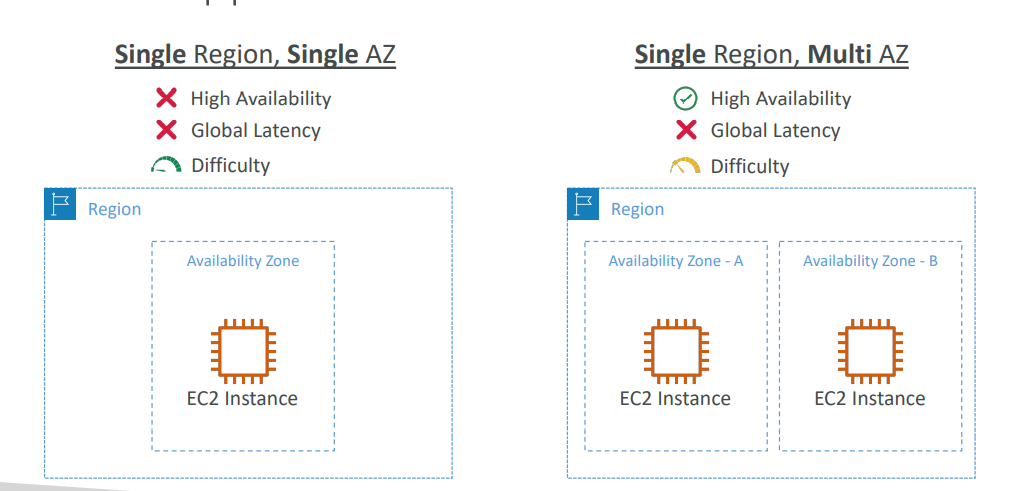 Single Region, Single AZ
High Availability
Global Latency
Difficulty
Region
Availability Zone
EC2 Instance
Single Region, Multi AZ
High Availability
Global Latency
Difficulty
Region
Availability Zone - A
EC2 Instance
Availability Zone - B
EC2 Instance